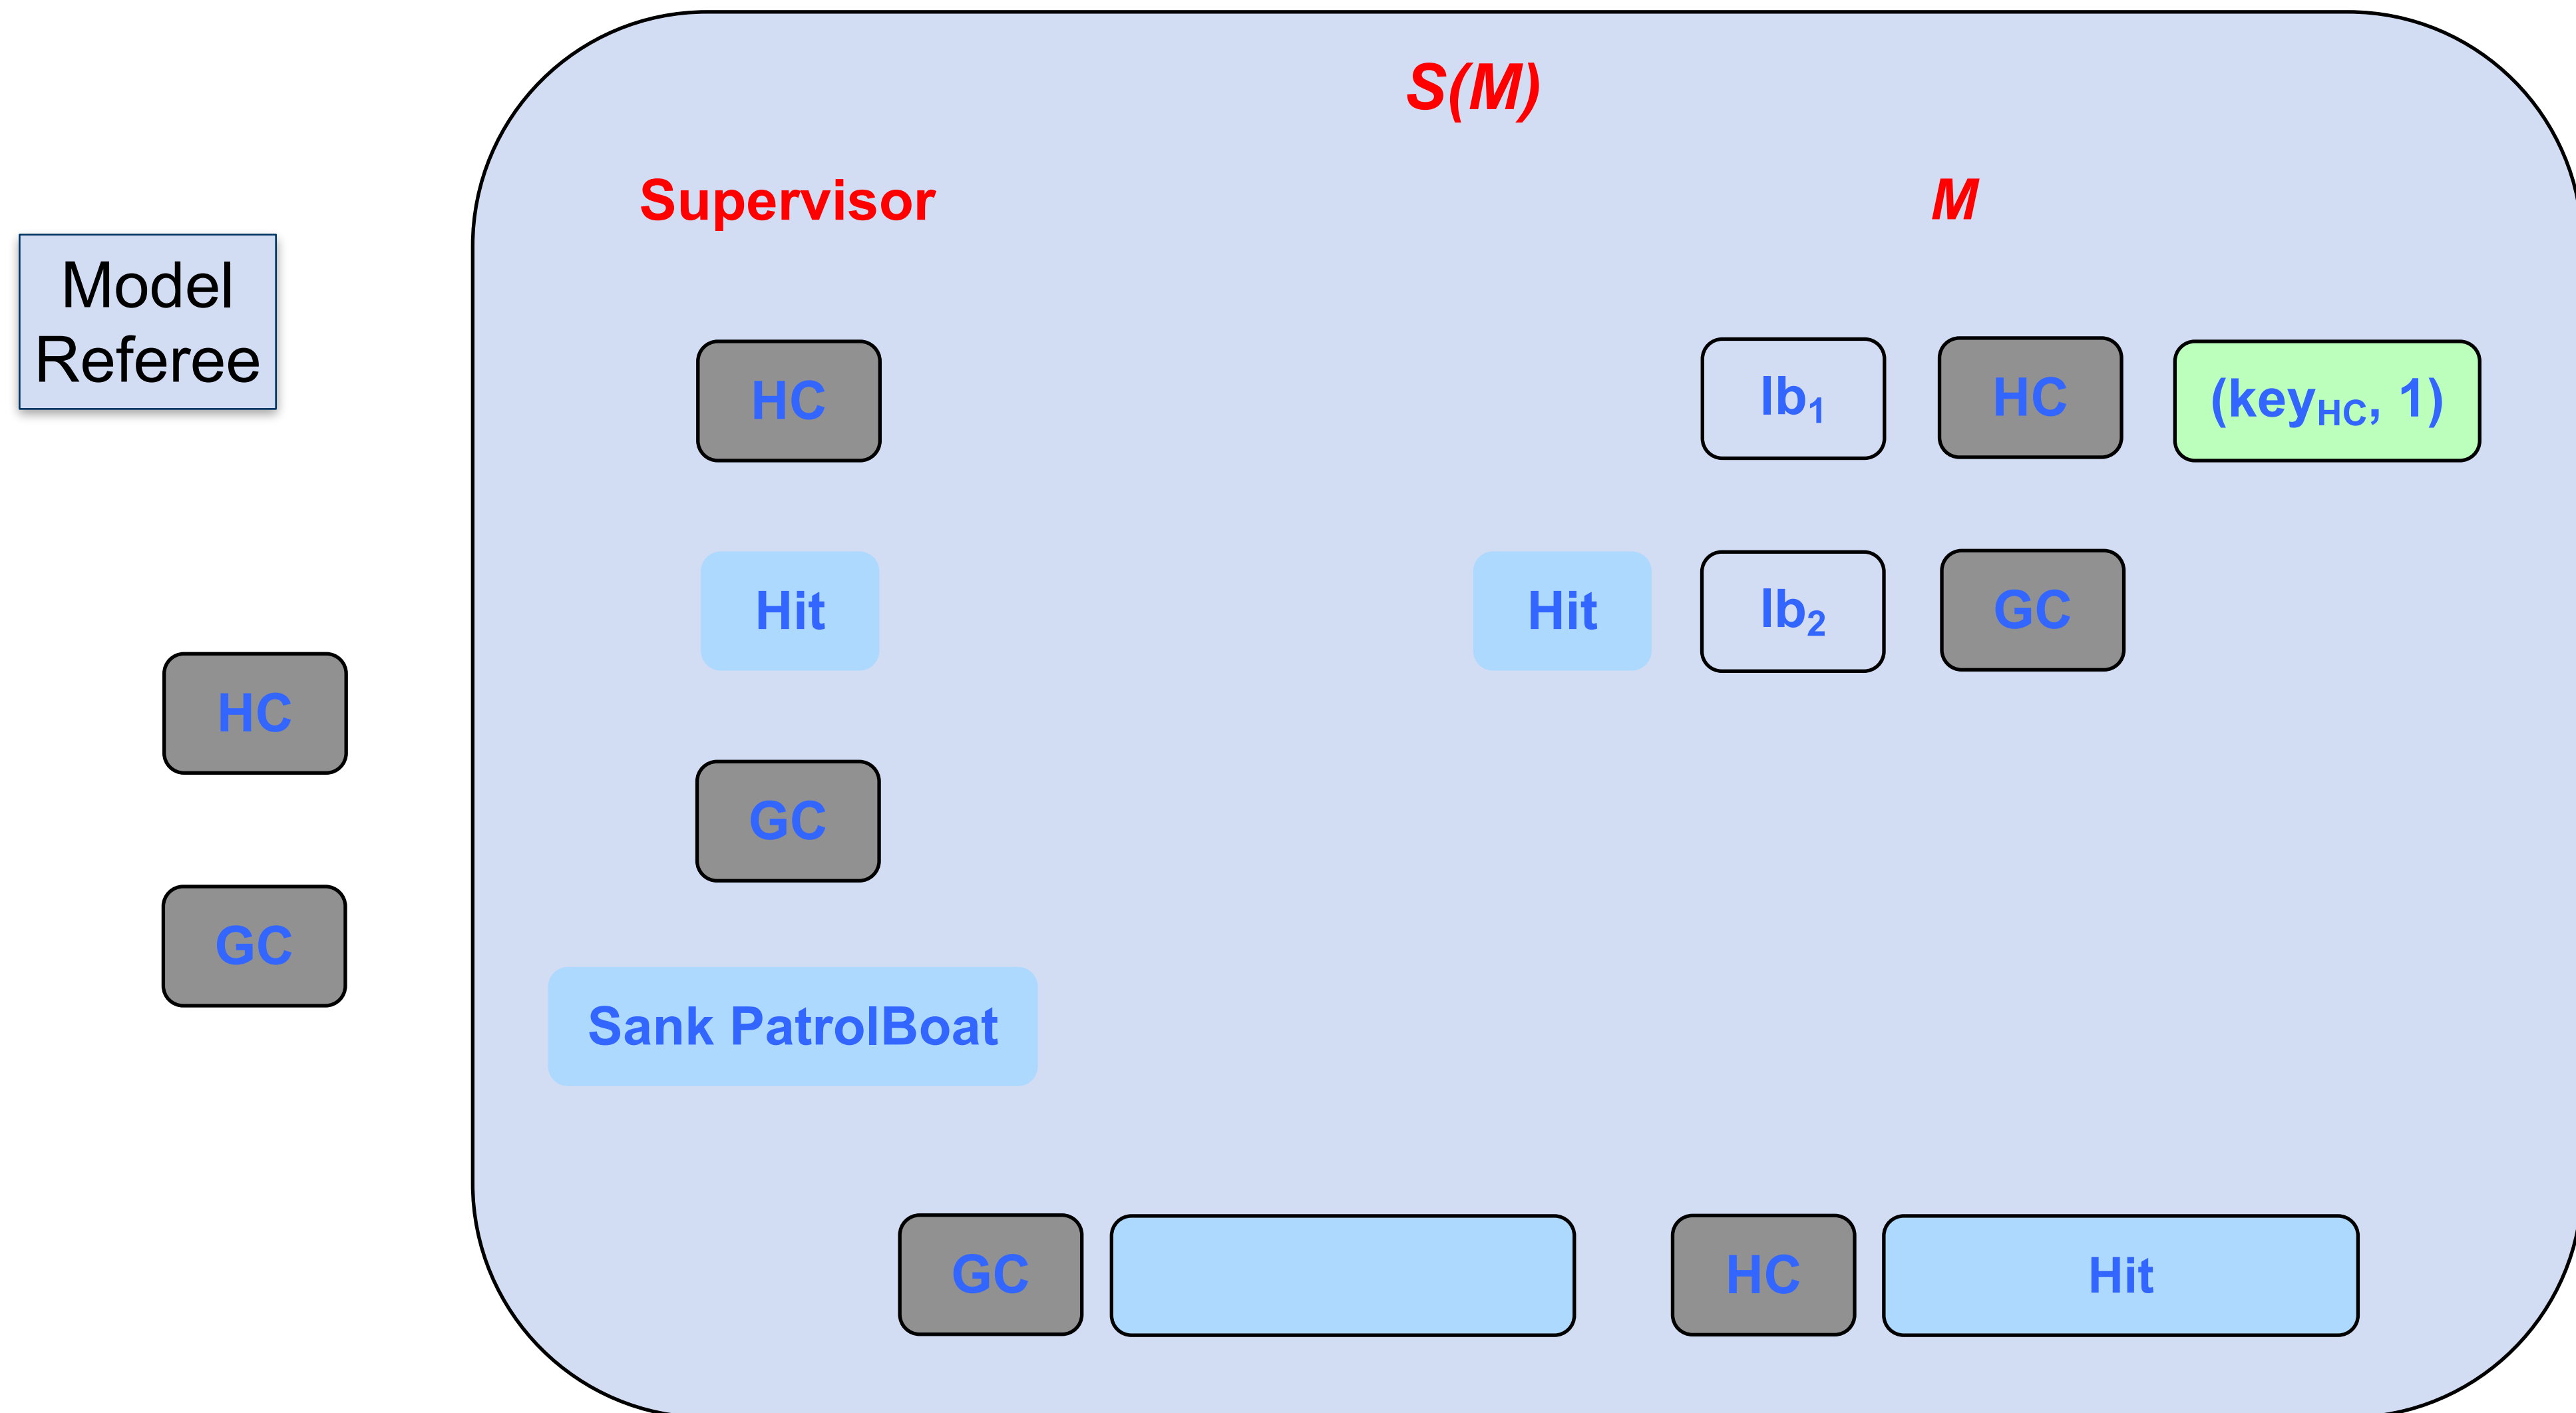 S(M)
Supervisor
M
Model
Referee
HC
lb₁
HC
(key_HC, 1)
Hit
Hit
lb₂
GC
HC
GC
GC
Sank PatrolBoat
GC
HC
Hit